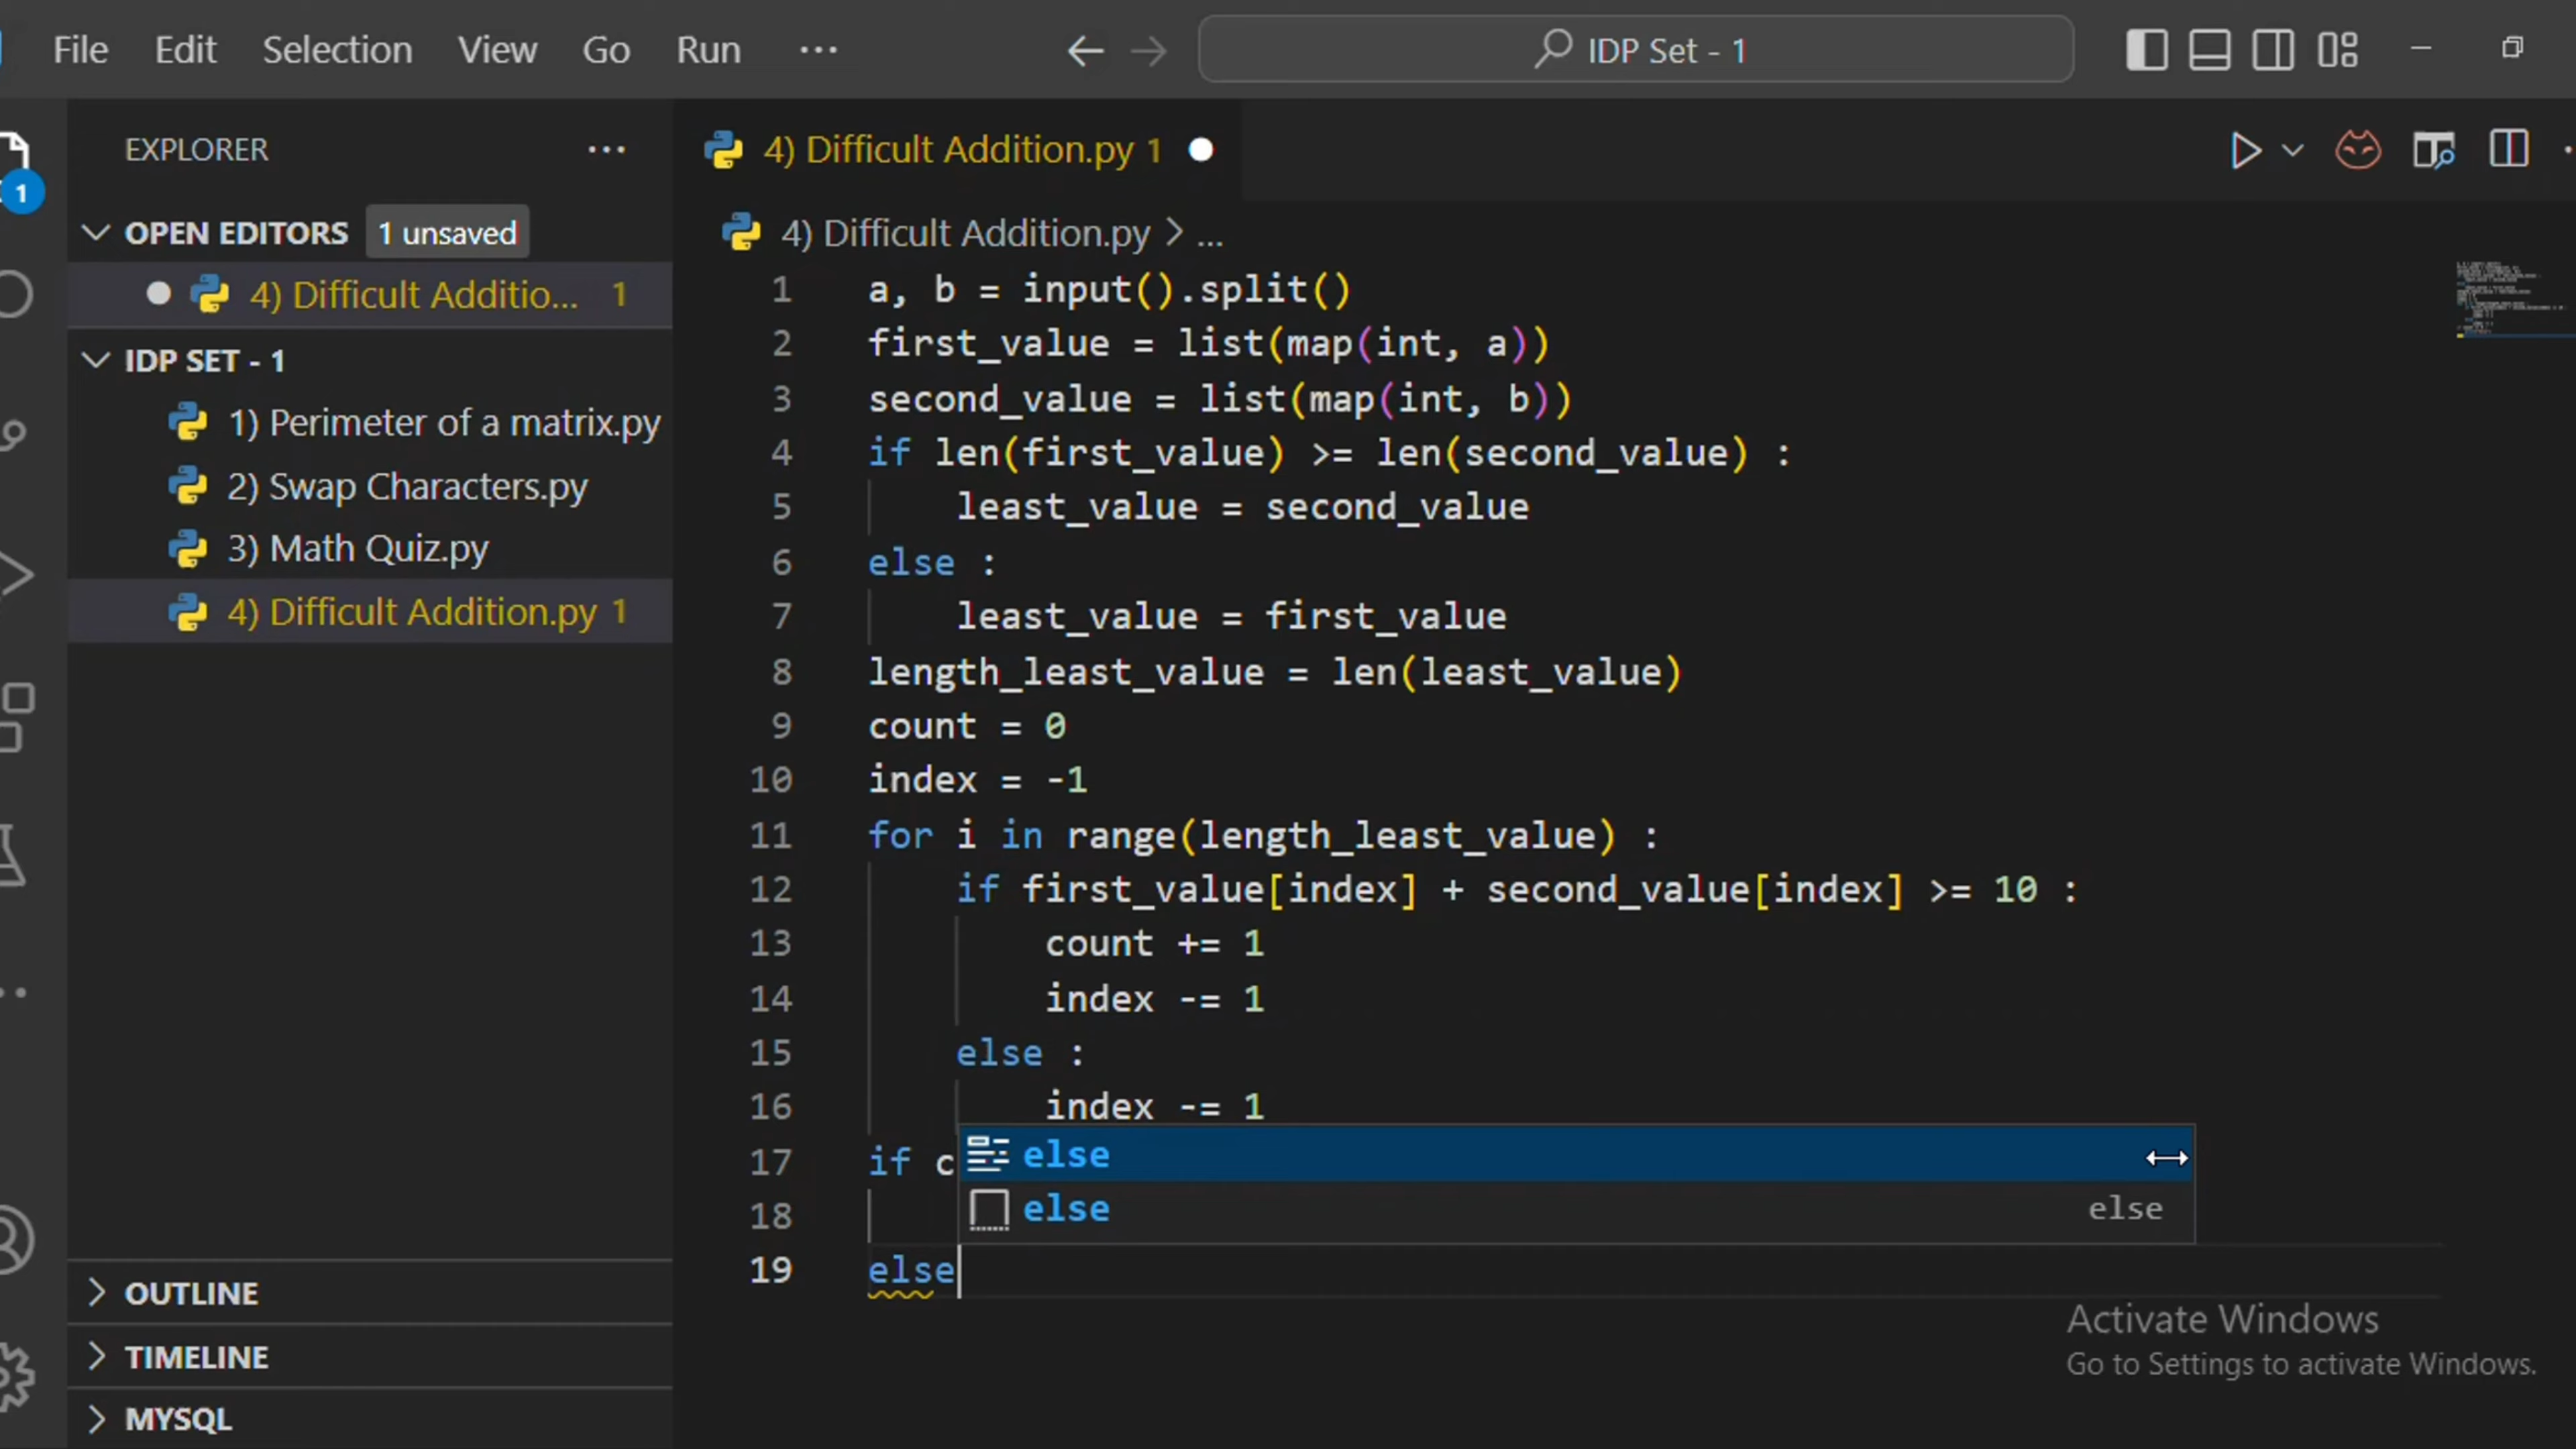 File Edit Selection View Go Run ... IDP Set - 1
EXPLORER ...
4) Difficult Addition.py 1
1
OPEN EDITORS 1 unsaved
4) Difficult Additio... 1
IDP SET - 1
1) Perimeter of a matrix.py
2) Swap Characters.py
3) Math Quiz.py
4) Difficult Addition.py 1
OUTLINE
TIMELINE
MYSQL
4) Difficult Addition.py > ...
1 a, b = input().split()
2 first_value = list(map(int, a))
3 second_value = list(map(int, b))
4 if len(first_value) >= len(second_value) :
5 least_value = second_value
6 else :
7 least_value = first_value
8 length_least_value = len(least_value)
9 count = 0
10 index = -1
11 for i in range(length_least_value) :
12 if first_value[index] + second_value[index] >= 10 :
13 count += 1
14 index -= 1
15 else :
16 index -= 1
17 if c
else
18
else else
19 else
Activate Windows
Go to Settings to activate Windows.